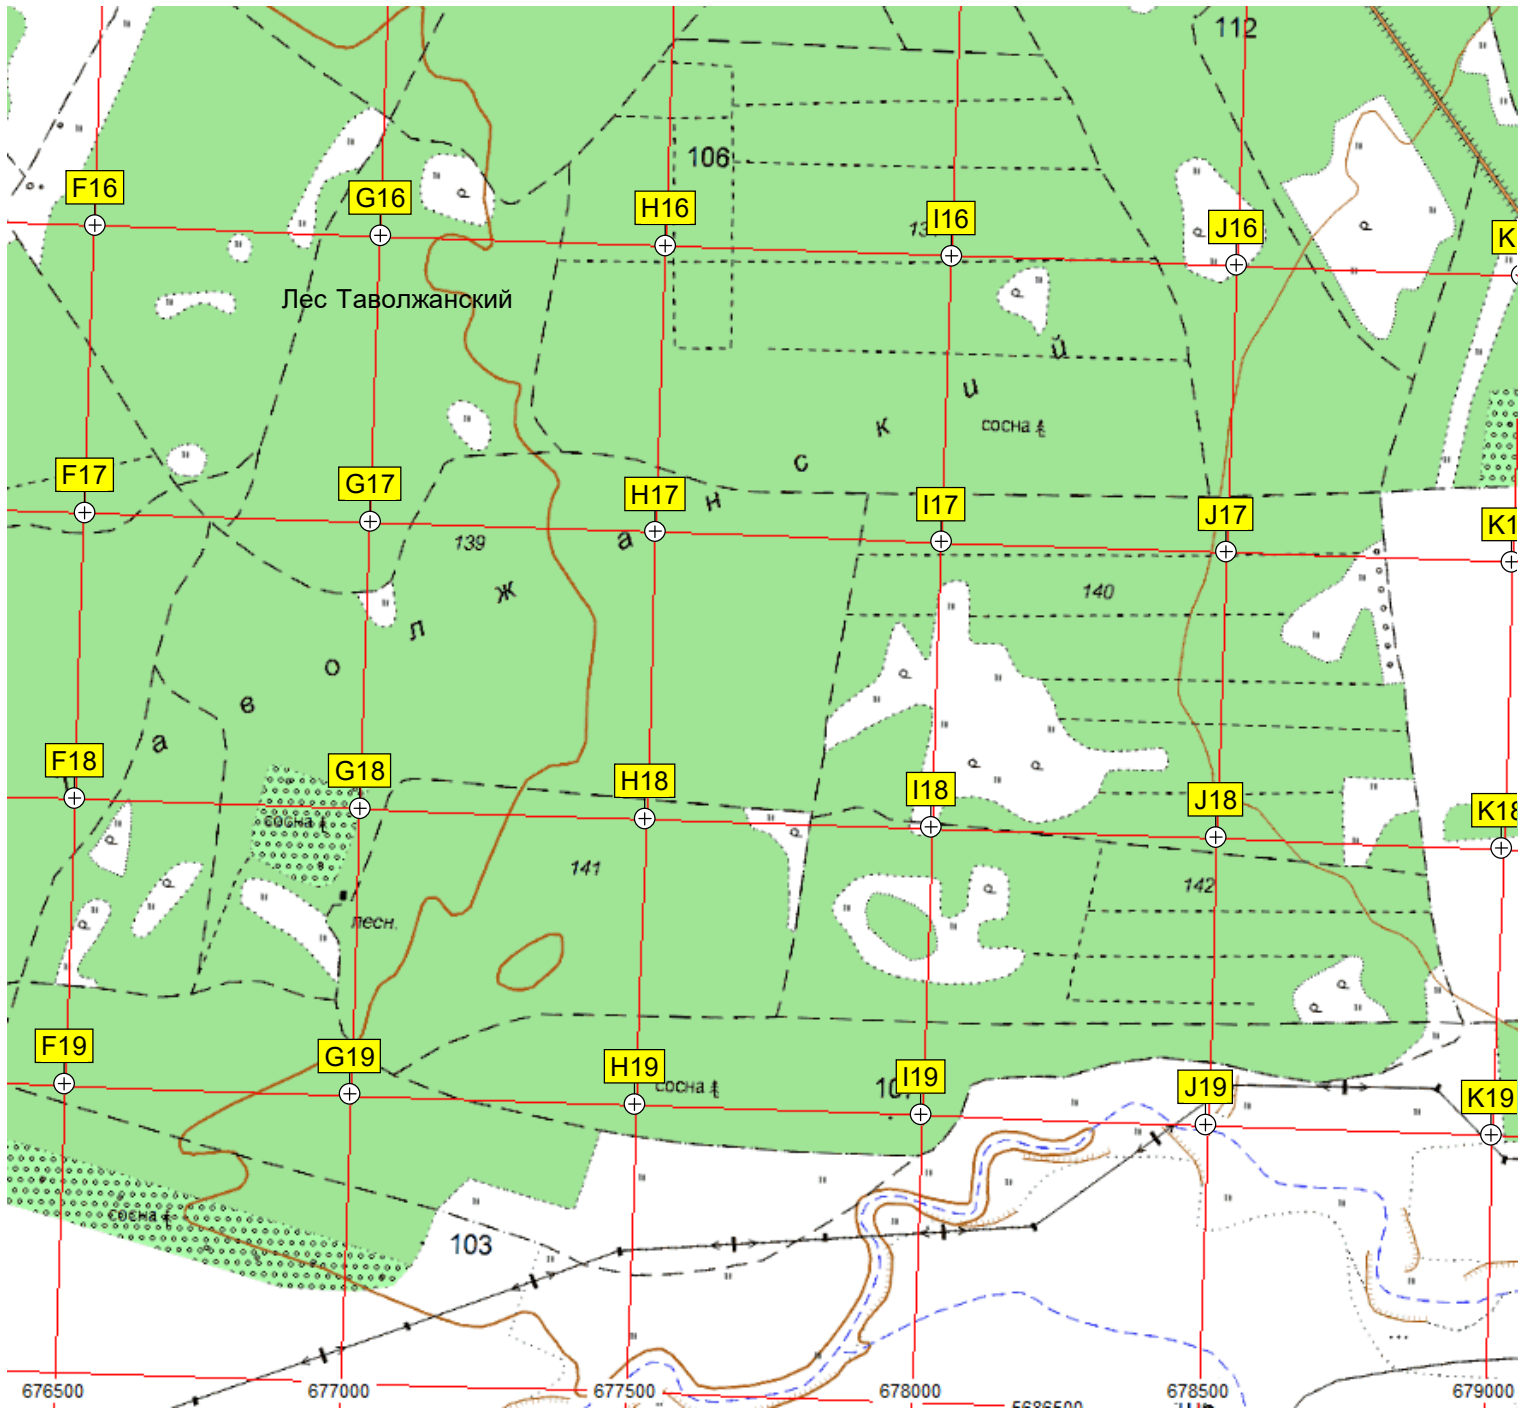 112
106
F16
G16
H16
I16
J16
K
Лес Таволжанский
й
и
к
сосна
с
F17
G17
H17
н
I17
J17
K1
139
а
ж
140
л
о
в
а
F18
G18
H18
I18
J18
K18
сосна
141
142
лесн.
F19
G19
H19
сосна
I19
J19
K19
сосна
103
676500
677000
677500
678000
678500
679000